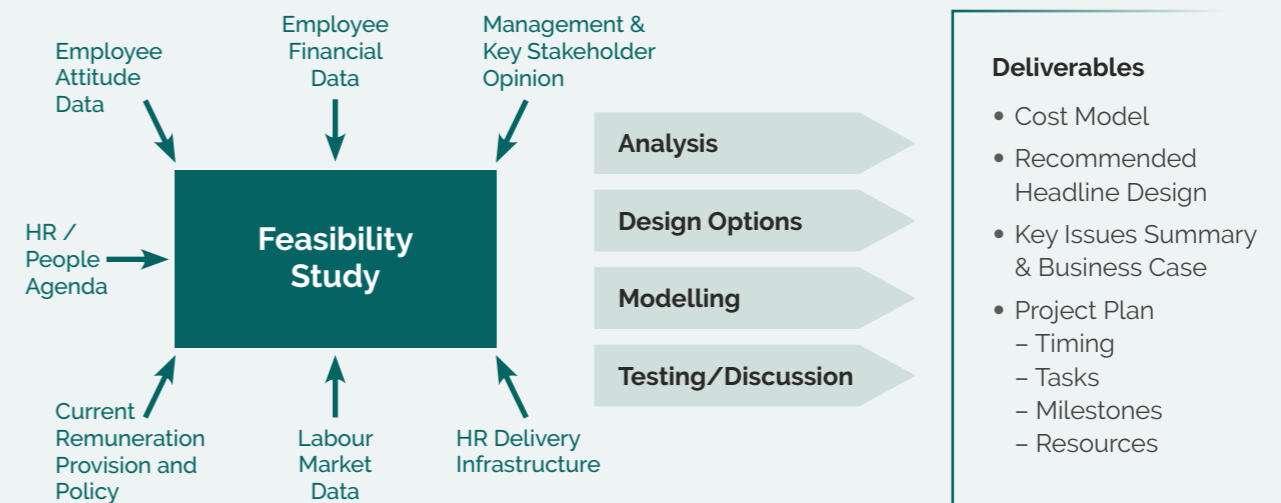 Employee
Attitude
Data
Employee
Financial
Data
Management &
Key Stakeholder
Opinion
HR /
People
Agenda
Feasibility
Study
Current
Remuneration
Provision and
Policy
Labour
Market
Data
HR Delivery
Infrastructure
Analysis
Design Options
Modelling
Testing/Discussion
Deliverables
• Cost Model
• Recommended
Headline Design
• Key Issues Summary
& Business Case
• Project Plan
– Timing
– Tasks
– Milestones
– Resources